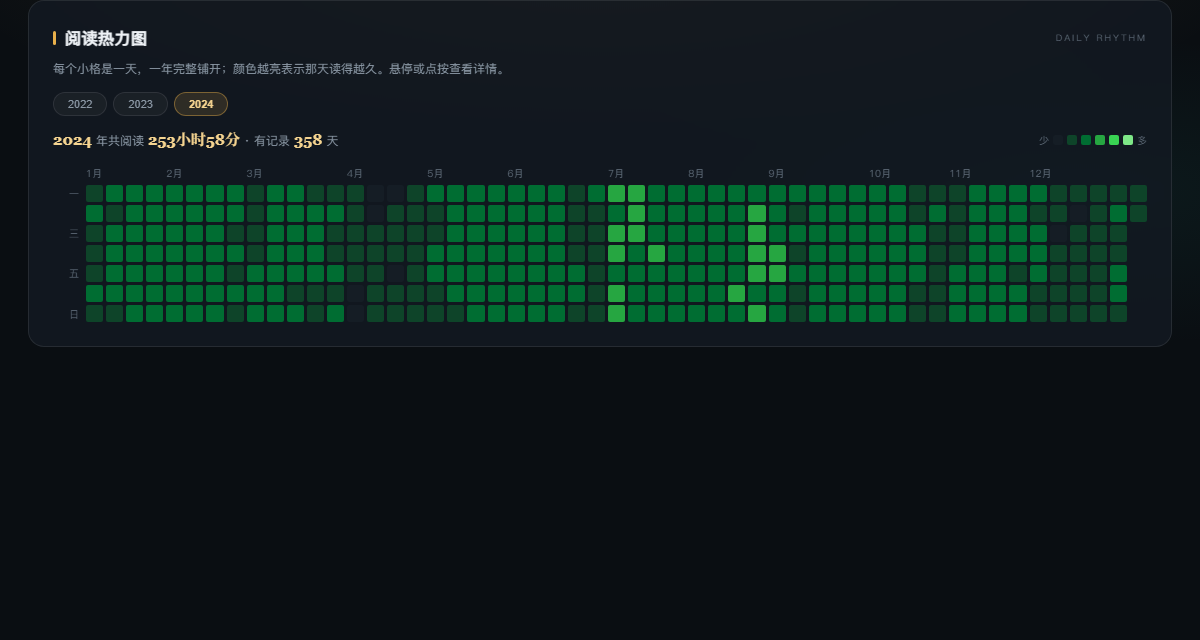 阅读热力图
DAILY RHYTHM
每个小格是一天，一年完整铺开；颜色越亮表示那天读得越久。悬停或点按查看详情。
2022 2023 2024
2024 年共阅读 253小时58分 · 有记录 358 天
少 多
1月 2月 3月 4月 5月 6月 7月 8月 9月 10月 11月 12月
一
三
五
日